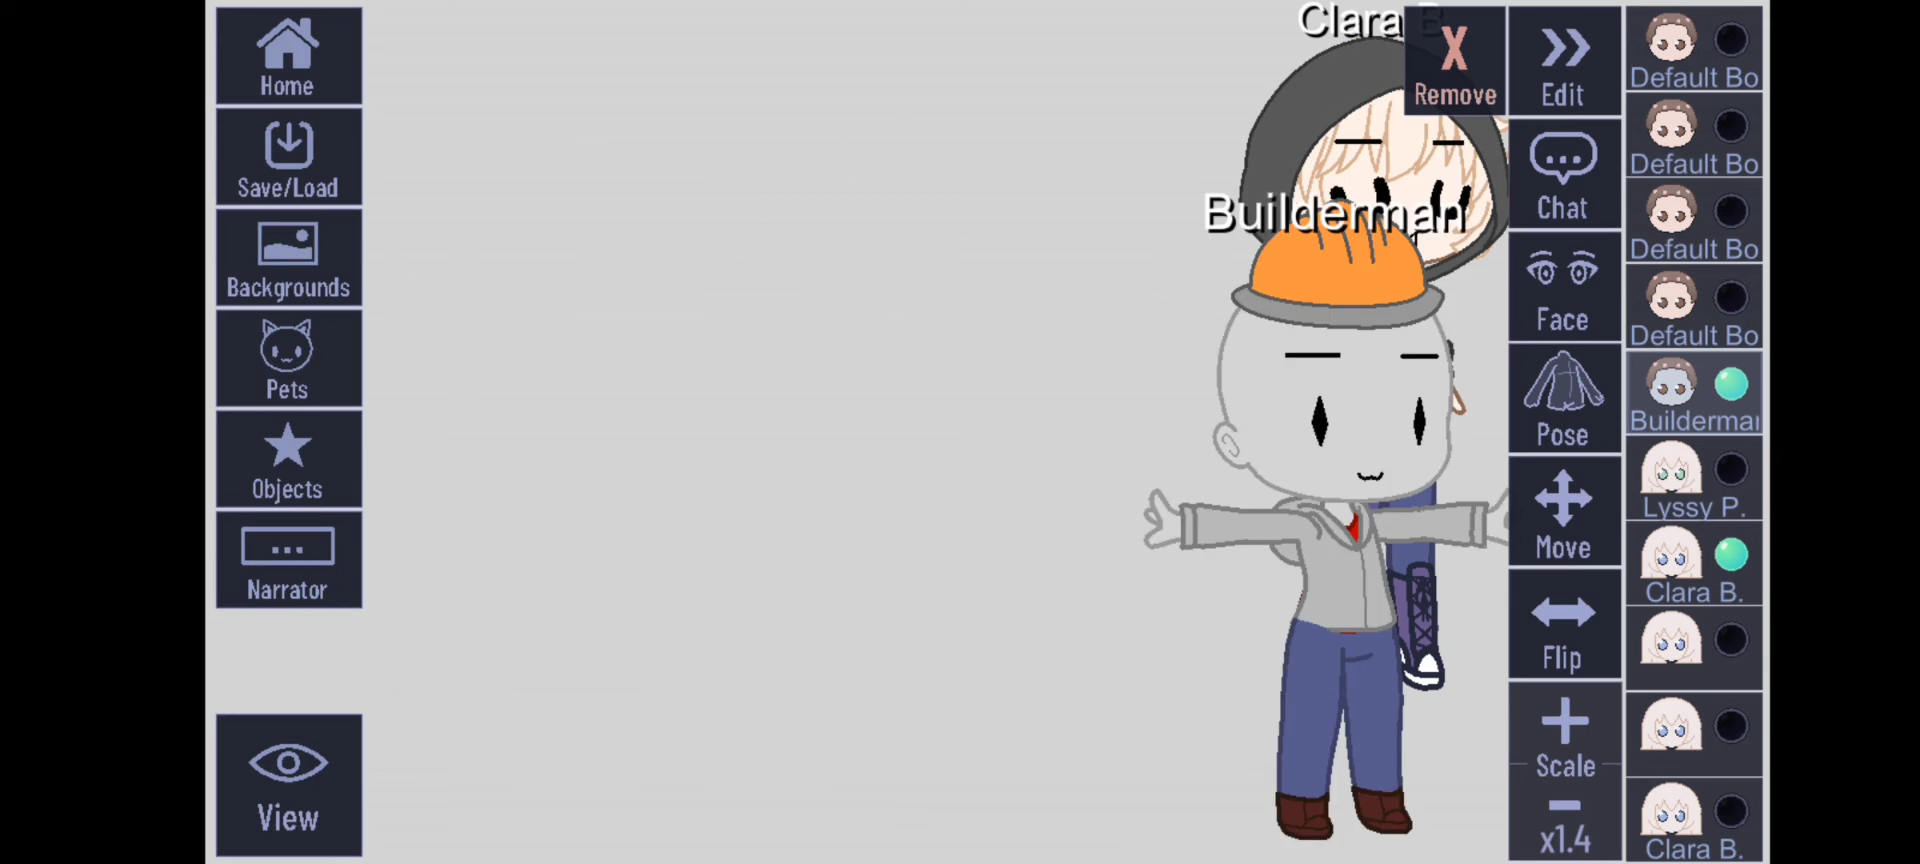 Home
Save/Load
Backgrounds
Pets
Objects
...
Narrator
View
Clara B
Builderman
X
Remove
Edit
...
Chat
Face
Pose
Move
Flip
Scale
x1.4
Default Bo
Default Bo
Default Bo
Default Bo
Builderman
Lyssy P.
Clara B.
Clara B.